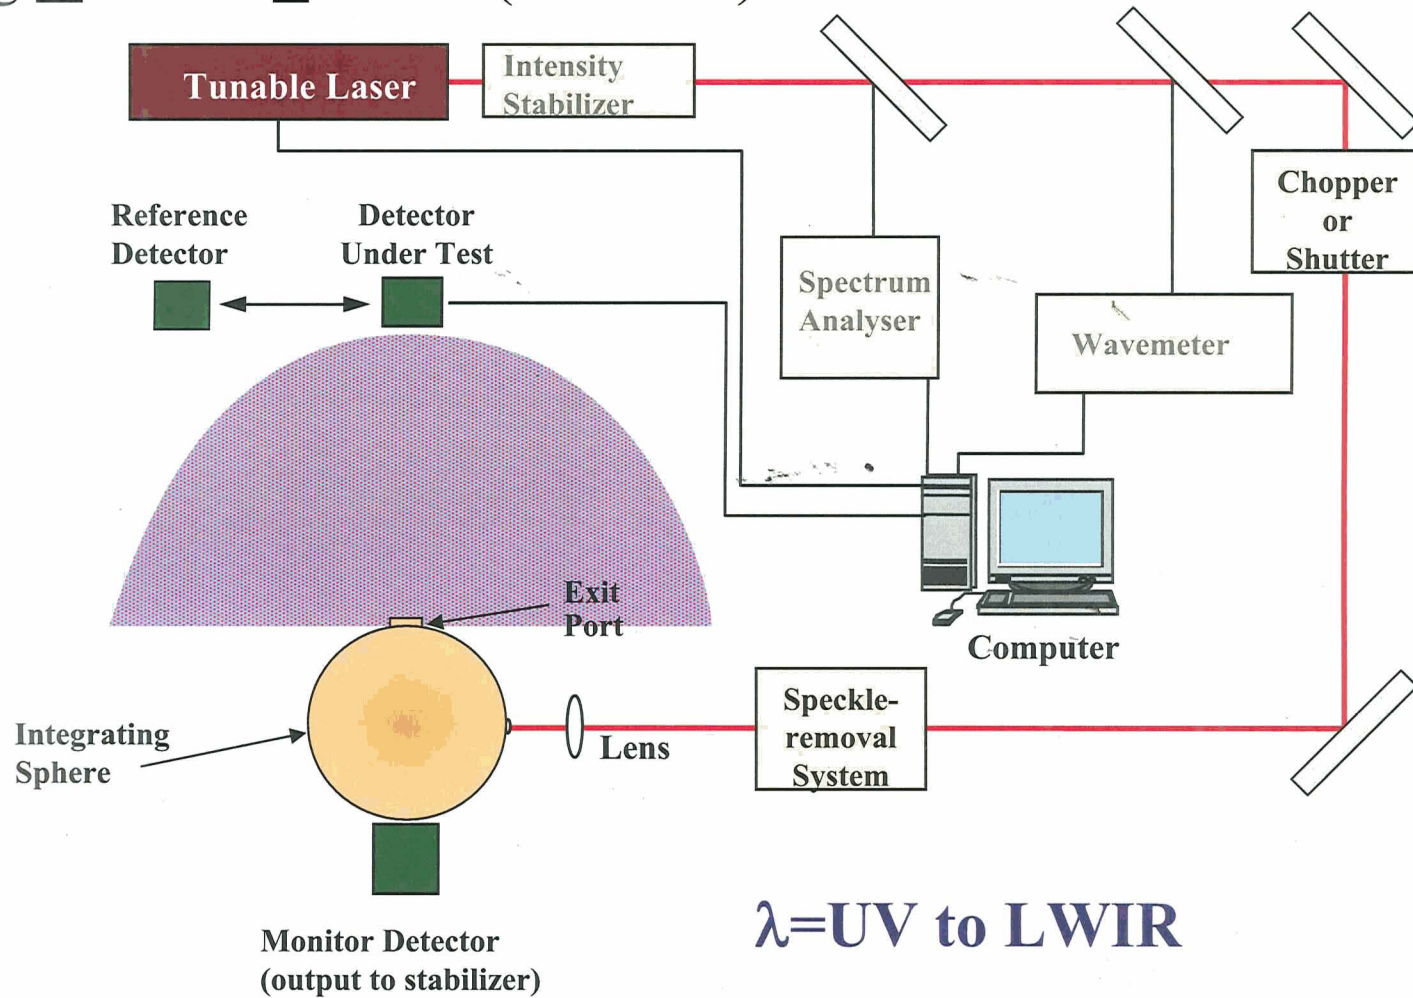 Tunable Laser
Intensity
Stabilizer
Chopper
or
Shutter
Reference
Detector
Detector
Under Test
Spectrum
Analyser
Wavemeter
Exit
Port
Computer
Integrating
Sphere
Lens
Speckle-
removal
System
Monitor Detector
(output to stabilizer)
λ=UV to LWIR